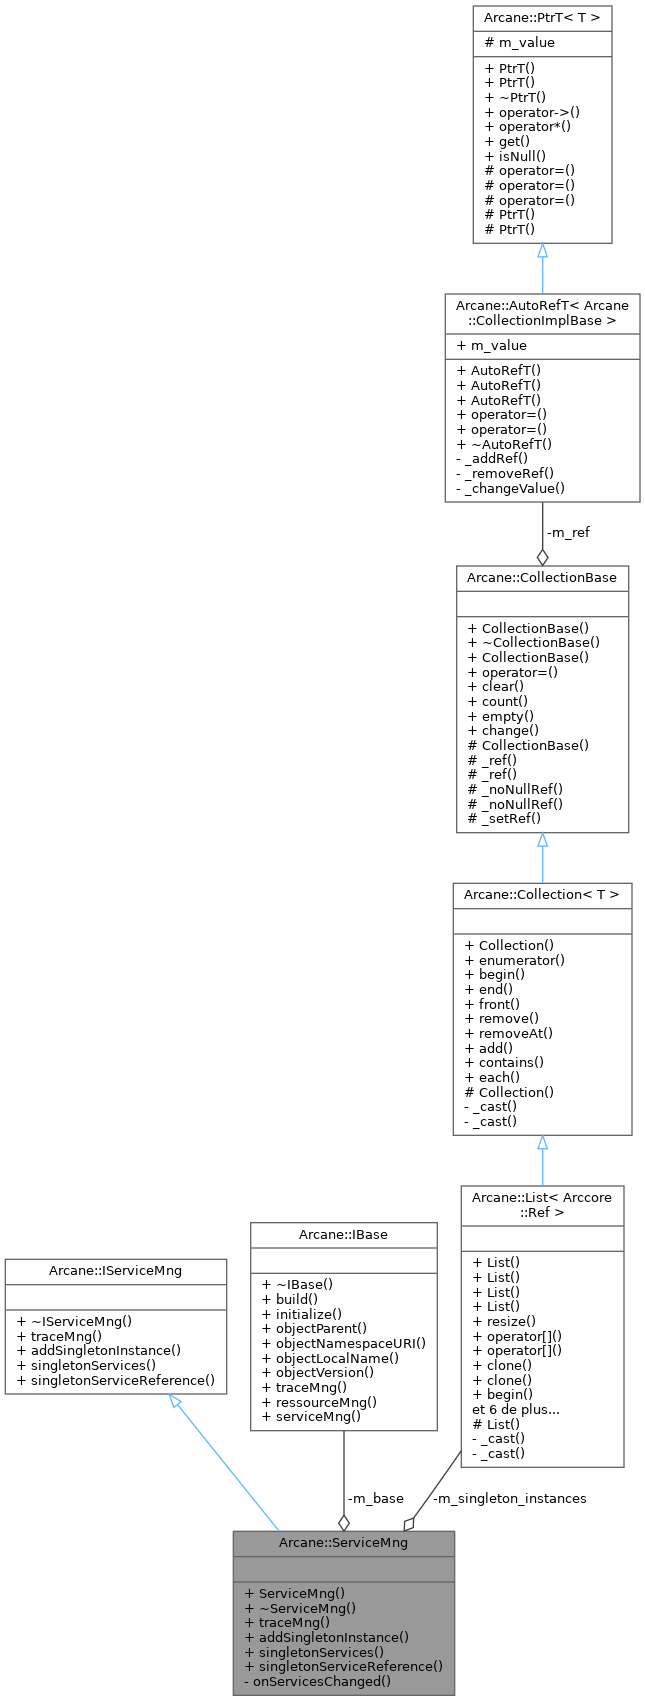 Arcane::PtrT< T >
# m_value
+ PtrT()
+ PtrT()
+ ~PtrT()
+ operator->()
+ operator*()
+ get()
+ isNull()
# operator=()
# operator=()
# operator=()
# PtrT()
# PtrT()
Arcane::AutoRefT< Arcane
::CollectionImplBase >
+ m_value
+ AutoRefT()
+ AutoRefT()
+ AutoRefT()
+ operator=()
+ operator=()
+ ~AutoRefT()
- _addRef()
- _removeRef()
- _changeValue()
-m_ref
Arcane::CollectionBase
+ CollectionBase()
+ ~CollectionBase()
+ CollectionBase()
+ operator=()
+ clear()
+ count()
+ empty()
+ change()
# CollectionBase()
# _ref()
# _ref()
# _noNullRef()
# _noNullRef()
# _setRef()
Arcane::Collection< T >
+ Collection()
+ enumerator()
+ begin()
+ end()
+ front()
+ remove()
+ removeAt()
+ add()
+ contains()
+ each()
# Collection()
- _cast()
- _cast()
Arcane::List< Arccore
::Ref >
+ List()
+ List()
+ List()
+ List()
+ resize()
+ operator[]()
+ operator[]()
+ clone()
+ clone()
+ begin()
et 6 de plus...
# List()
- _cast()
- _cast()
Arcane::IBase
+ ~IBase()
+ build()
+ initialize()
+ objectParent()
+ objectNamespaceURI()
+ objectLocalName()
+ objectVersion()
+ traceMng()
+ ressourceMng()
+ serviceMng()
Arcane::IServiceMng
+ ~IServiceMng()
+ traceMng()
+ addSingletonInstance()
+ singletonServices()
+ singletonServiceReference()
-m_base
-m_singleton_instances
Arcane::ServiceMng
+ ServiceMng()
+ ~ServiceMng()
+ traceMng()
+ addSingletonInstance()
+ singletonServices()
+ singletonServiceReference()
- onServicesChanged()